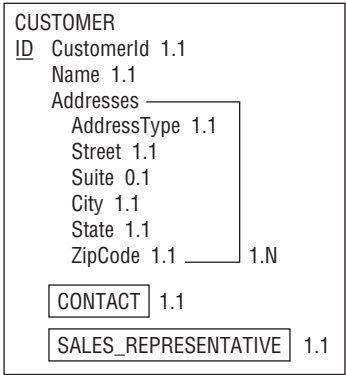 CUSTOMER
ID CustomerId 1.1
Name 1.1
Addresses
AddressType 1.1
Street 1.1
Suite 0.1
City 1.1
State 1.1
ZipCode 1.1 1.N
CONTACT 1.1
SALES_REPRESENTATIVE 1.1